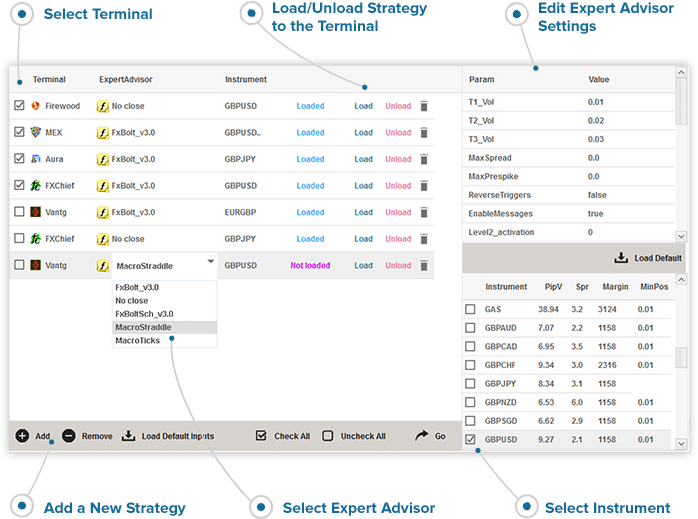 Select Terminal
Load/Unload Strategy
to the Terminal
Edit Expert Advisor
Settings
Terminal ExpertAdvisor Instrument
Firewood No close GBPUSD Loaded Load Unload
MEX FxBolt_v3.0 GBPUSD.. Loaded Load Unload
Aura FxBolt_v3.0 GBPJPY Loaded Load Unload
FXChief FxBolt_v3.0 GBPUSD Loaded Load Unload
Vantg FxBolt_v3.0 EURGBP Loaded Load Unload
FXChief No close GBPJPY Loaded Load Unload
Vantg MacroStraddle GBPUSD Not loaded Load Unload
FxBolt_v3.0
No close
FxBoltSch_v3.0
MacroStraddle
MacroTicks
Param Value
T1_Vol 0.01
T2_Vol 0.02
T3_Vol 0.03
MaxSpread 0.0
MaxPrespike 0.0
ReverseTriggers false
EnableMessages true
Level2_activation 0
Load Default
Instrument PipV Spr Margin MinPos
GAS 38.94 3.2 3124 0.01
GBPAUD 7.07 2.2 1158 0.01
GBPCAD 6.95 3.5 1158 0.01
GBPCHF 9.34 3.0 2316 0.01
GBPJPY 8.34 3.1 1158
GBPNZD 6.53 6.0 1158 0.01
GBPSGD 6.62 2.9 1158 0.01
GBPUSD 9.27 2.1 1158 0.01
Add Remove Load Default Inputs Check All Uncheck All Go
Add a New Strategy
Select Expert Advisor
Select Instrument